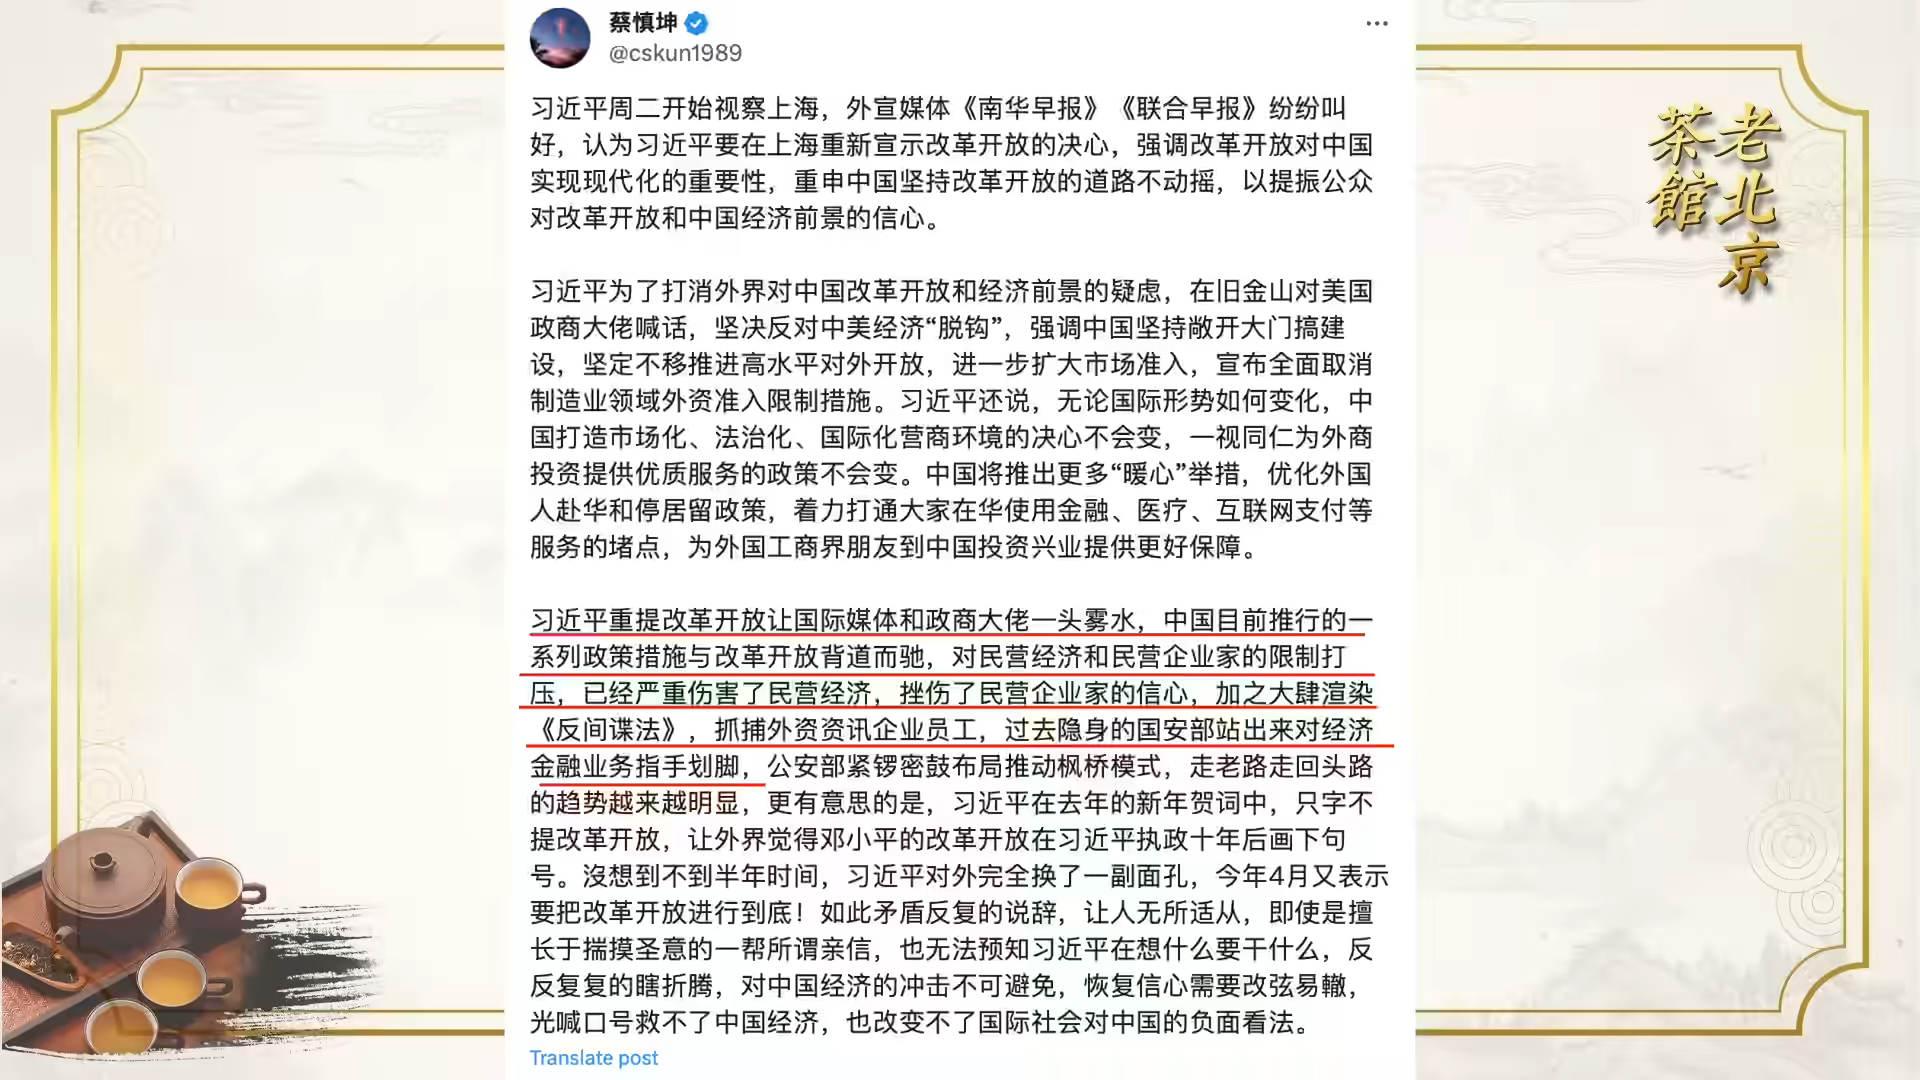 蔡慎坤
@cskun1989
习近平周二开始视察上海，外宣媒体《南华早报》《联合早报》纷纷叫
好，认为习近平要在上海重新宣示改革开放的决心，强调改革开放对中国
实现现代化的重要性，重申中国坚持改革开放的道路不动摇，以提振公众
对改革开放和中国经济前景的信心。
习近平为了打消外界对中国改革开放和经济前景的疑虑，在旧金山对美国
政商大佬喊话，坚决反对中美经济“脱钩”，强调中国坚持敞开大门搞建
设，坚定不移推进高水平对外开放，进一步扩大市场准入，宣布全面取消
制造业领域外资准入限制措施。习近平还说，无论国际形势如何变化，中
国打造市场化、法治化、国际化营商环境的决心不会变，一视同仁为外商
投资提供优质服务的政策不会变。中国将推出更多“暖心”举措，优化外国
人赴华和停居留政策，着力打通大家在华使用金融、医疗、互联网支付等
服务的堵点，为外国工商界朋友到中国投资兴业提供更好保障。
习近平重提改革开放让国际媒体和政商大佬一头雾水，中国目前推行的一
系列政策措施与改革开放背道而驰，对民营经济和民营企业家的限制打
压，已经严重伤害了民营经济，挫伤了民营企业家的信心，加之大肆渲染
《反间谍法》，抓捕外资资讯企业员工，过去隐身的国安部站出来对经济
金融业务指手划脚，公安部紧锣密鼓布局推动枫桥模式，走老路走回头路
的趋势越来越明显，更有意思的是，习近平在去年的新年贺词中，只字不
提改革开放，让外界觉得邓小平的改革开放在习近平执政十年后画下句
号。沒想到不到半年时间，习近平对外完全换了一副面孔，今年4月又表示
要把改革开放进行到底！如此矛盾反复的说辞，让人无所适从，即使是擅
长于揣摸圣意的一帮所谓亲信，也无法预知习近平在想什么要干什么，反
反复复的瞎折腾，对中国经济的冲击不可避免，恢复信心需要改弦易轍，
光喊口号救不了中国经济，也改变不了国际社会对中国的负面看法。
Translate post
老北京
茶館